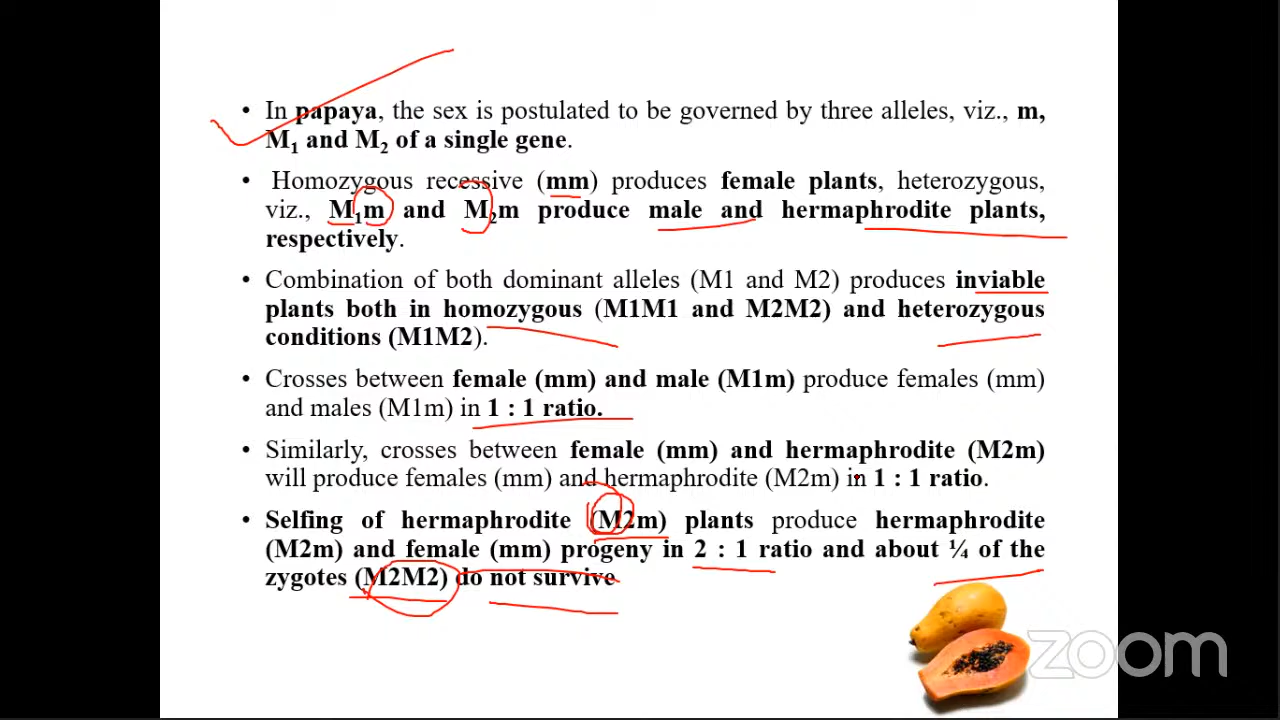 • In papaya, the sex is postulated to be governed by three alleles, viz., m,
M₁ and M₂ of a single gene.
• Homozygous recessive (mm) produces female plants, heterozygous,
viz., M₁m and M₂m produce male and hermaphrodite plants,
respectively.
• Combination of both dominant alleles (M1 and M2) produces inviable
plants both in homozygous (M1M1 and M2M2) and heterozygous
conditions (M1M2).
• Crosses between female (mm) and male (M1m) produce females (mm)
and males (M1m) in 1 : 1 ratio.
• Similarly, crosses between female (mm) and hermaphrodite (M2m)
will produce females (mm) and hermaphrodite (M2m) in 1 : 1 ratio.
• Selfing of hermaphrodite (M2m) plants produce hermaphrodite
(M2m) and female (mm) progeny in 2 : 1 ratio and about ¼ of the
zygotes (M2M2) do not survive
zoom